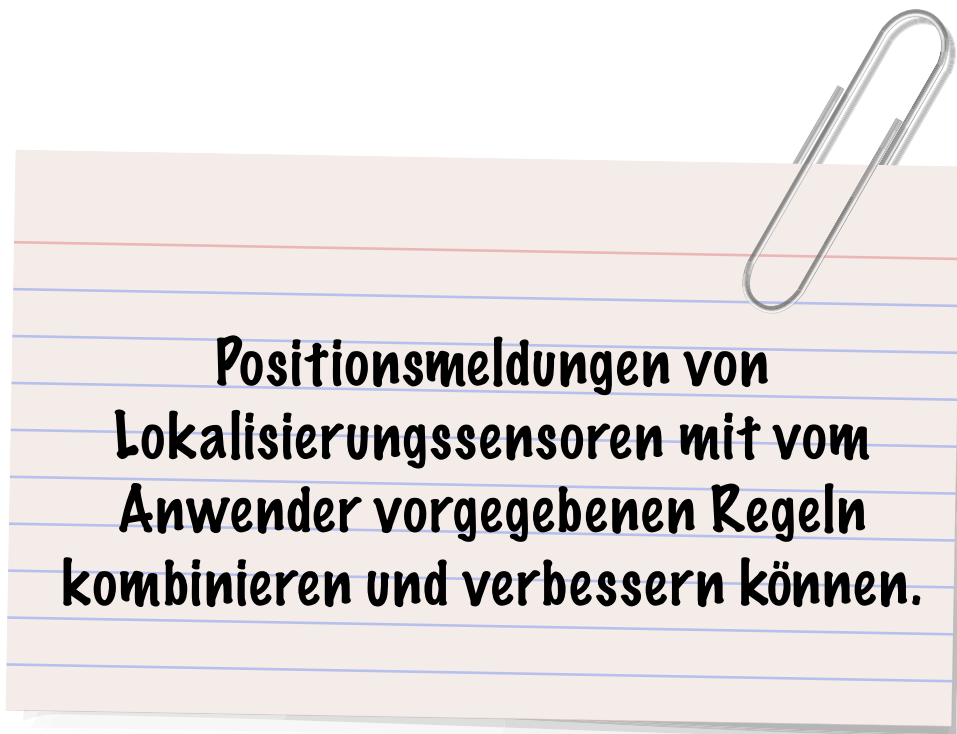 Positionsmeldungen von
Lokalisierungssensoren mit vom
Anwender vorgegebenen Regeln
kombinieren und verbessern können.